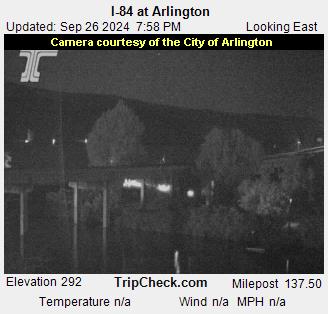 I-84 at Arlington
Updated: Sep 26 2024 7:58 PM Looking East
Camera courtesy of the City of Arlington
Elevation 292 TripCheck.com Milepost 137.50
Temperature n/a Wind n/a MPH n/a